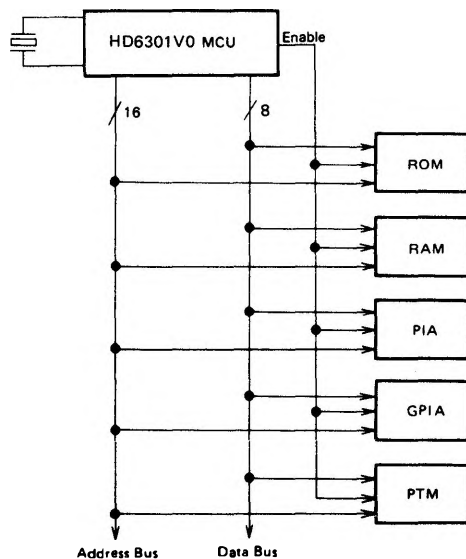 HD6301V0 MCU
Enable
16
8
ROM
RAM
PIA
GPIA
PTM
Address Bus
Data Bus